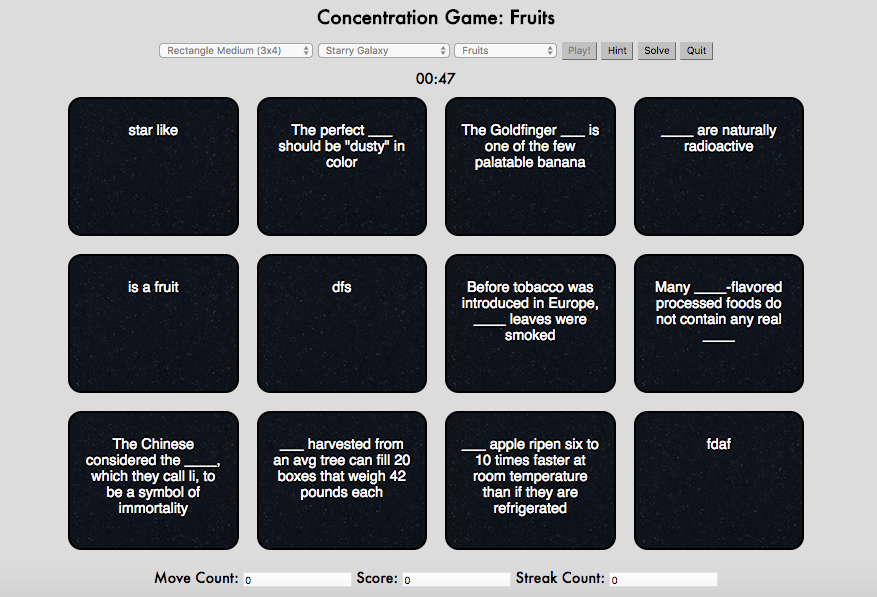 Concentration Game: Fruits
Rectangle Medium (3x4) Starry Galaxy Fruits Play! Hint Solve Quit
00:47
star like
The perfect ___
should be "dusty" in
color
The Goldfinger ___ is
one of the few
palatable banana
____ are naturally
radioactive
is a fruit
dfs
Before tobacco was
introduced in Europe,
____ leaves were
smoked
Many ____-flavored
processed foods do
not contain any real
____
The Chinese
considered the ____,
which they call li, to
be a symbol of
immortality
___ harvested from
an avg tree can fill 20
boxes that weigh 42
pounds each
___ apple ripen six to
10 times faster at
room temperature
than if they are
refrigerated
fdaf
Move Count: 0 Score: 0 Streak Count: 0